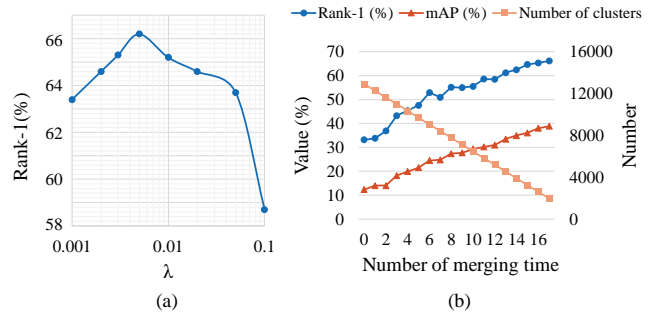 Rank-1 (%) mAP (%) Number of clusters
66
64
62
60
58
Rank-1(%)
0.001 0.01 0.1
λ
(a)
70
60
50
40
30
20
10
0
Value (%)
16000
12000
8000
4000
0
Number
0 2 4 6 8 10 12 14 16
Number of merging time
(b)